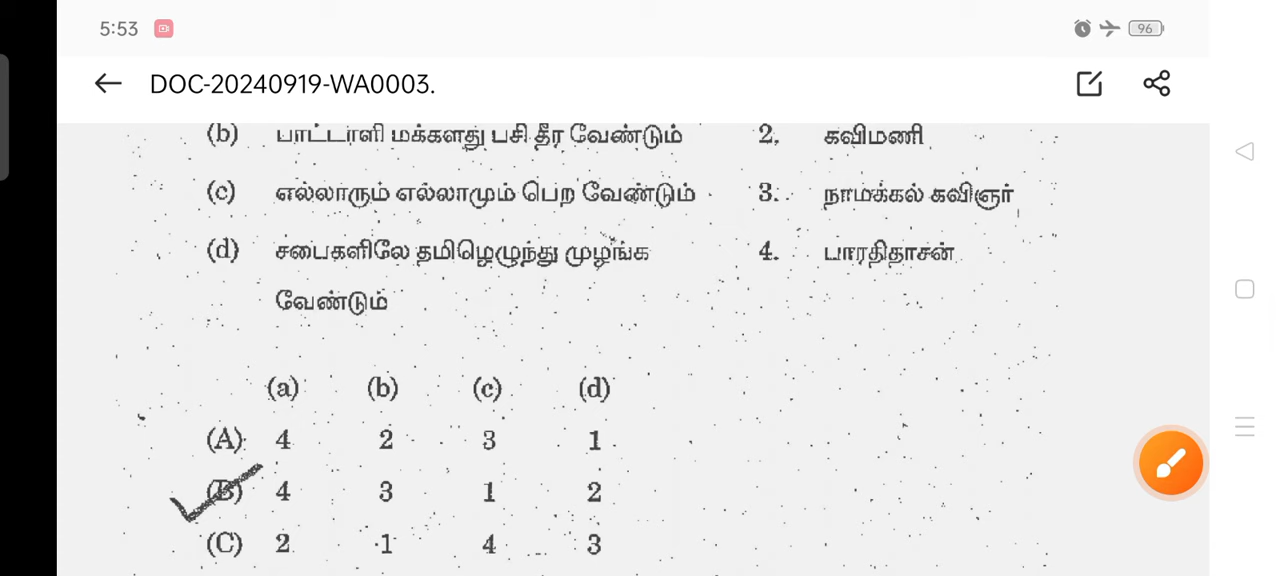 5:53
96
DOC-20240919-WA0003.
(b) பாட்டாளி மக்களது பசி தீர வேண்டும் 2. கவிமணி
(c) எல்லாரும் எல்லாமும் பெற வேண்டும் 3. நாமக்கல் கவிஞர்
(d) சபைகளிலே தமிழெழுந்து முழங்க 4. பாரதிதாசன்
வேண்டும்
(a) (b) (c) (d)
(A) 4 2 3 1
(B) 4 3 1 2
(C) 2 1 4 3